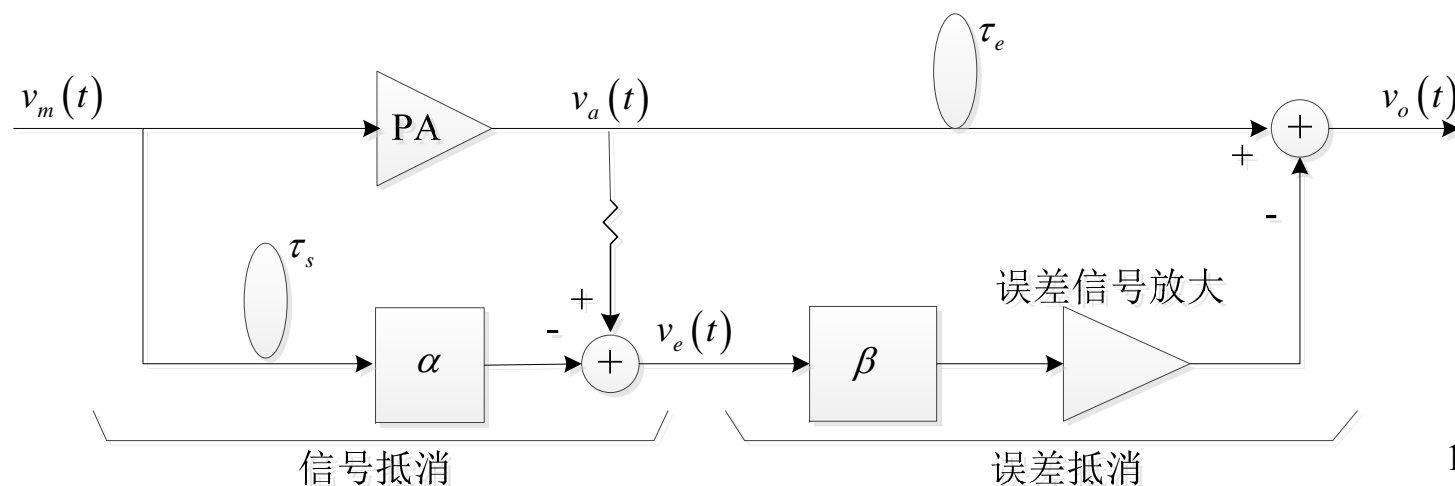 τₑ
vₘ(t)
PA
vₐ(t)
vₒ(t)
+
+
-
τₛ
误差信号放大
+
-
vₑ(t)
α
+
β
信号抵消
误差抵消
1